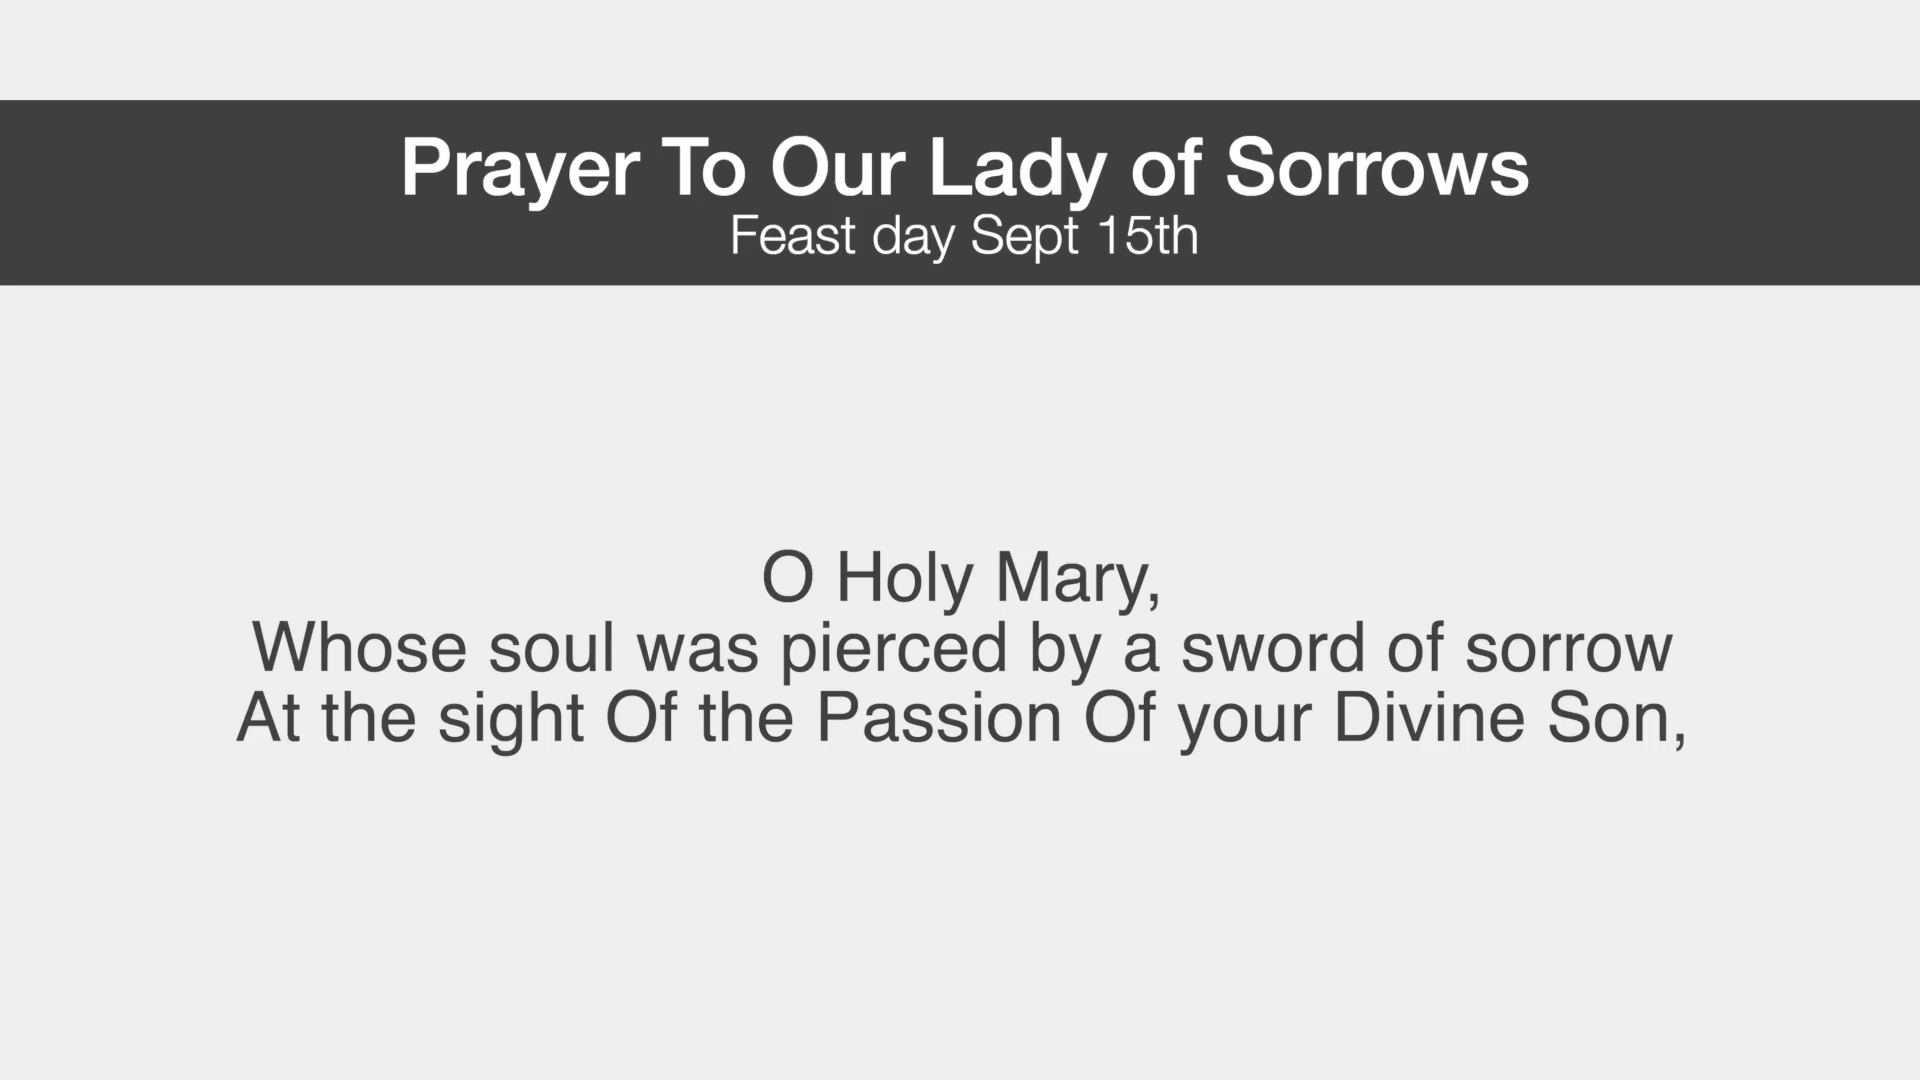 Prayer To Our Lady of Sorrows
Feast day Sept 15th
O Holy Mary,
Whose soul was pierced by a sword of sorrow
At the sight Of the Passion Of your Divine Son,